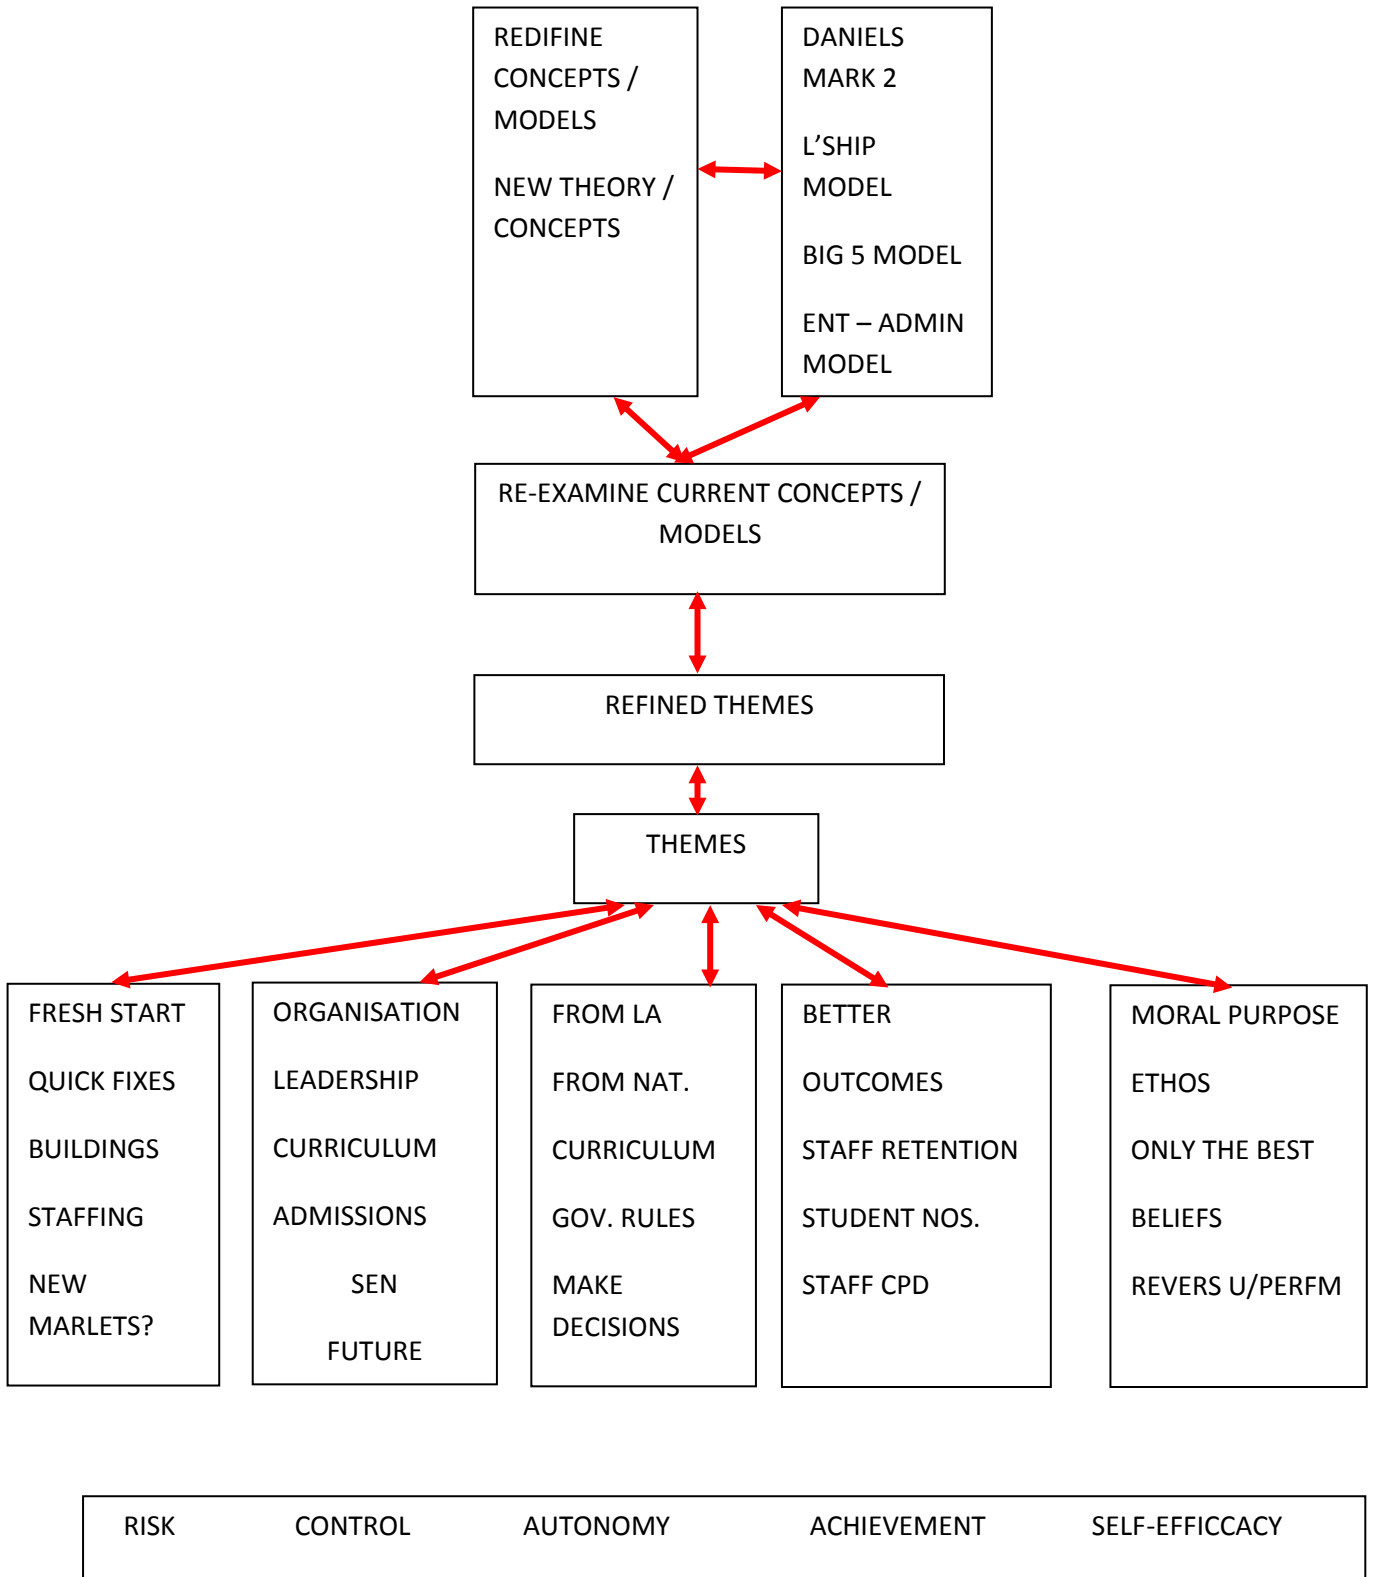 REDIFINE
CONCEPTS /
MODELS
NEW THEORY /
CONCEPTS
DANIELS
MARK 2
L’SHIP
MODEL
BIG 5 MODEL
ENT – ADMIN
MODEL
RE-EXAMINE CURRENT CONCEPTS /
MODELS
REFINED THEMES
THEMES
FRESH START
QUICK FIXES
BUILDINGS
STAFFING
NEW
MARLETS?
ORGANISATION
LEADERSHIP
CURRICULUM
ADMISSIONS
SEN
FUTURE
FROM LA
FROM NAT.
CURRICULUM
GOV. RULES
MAKE
DECISIONS
BETTER
OUTCOMES
STAFF RETENTION
STUDENT NOS.
STAFF CPD
MORAL PURPOSE
ETHOS
ONLY THE BEST
BELIEFS
REVERS U/PERFM
RISK CONTROL AUTONOMY ACHIEVEMENT SELF-EFFICCACY